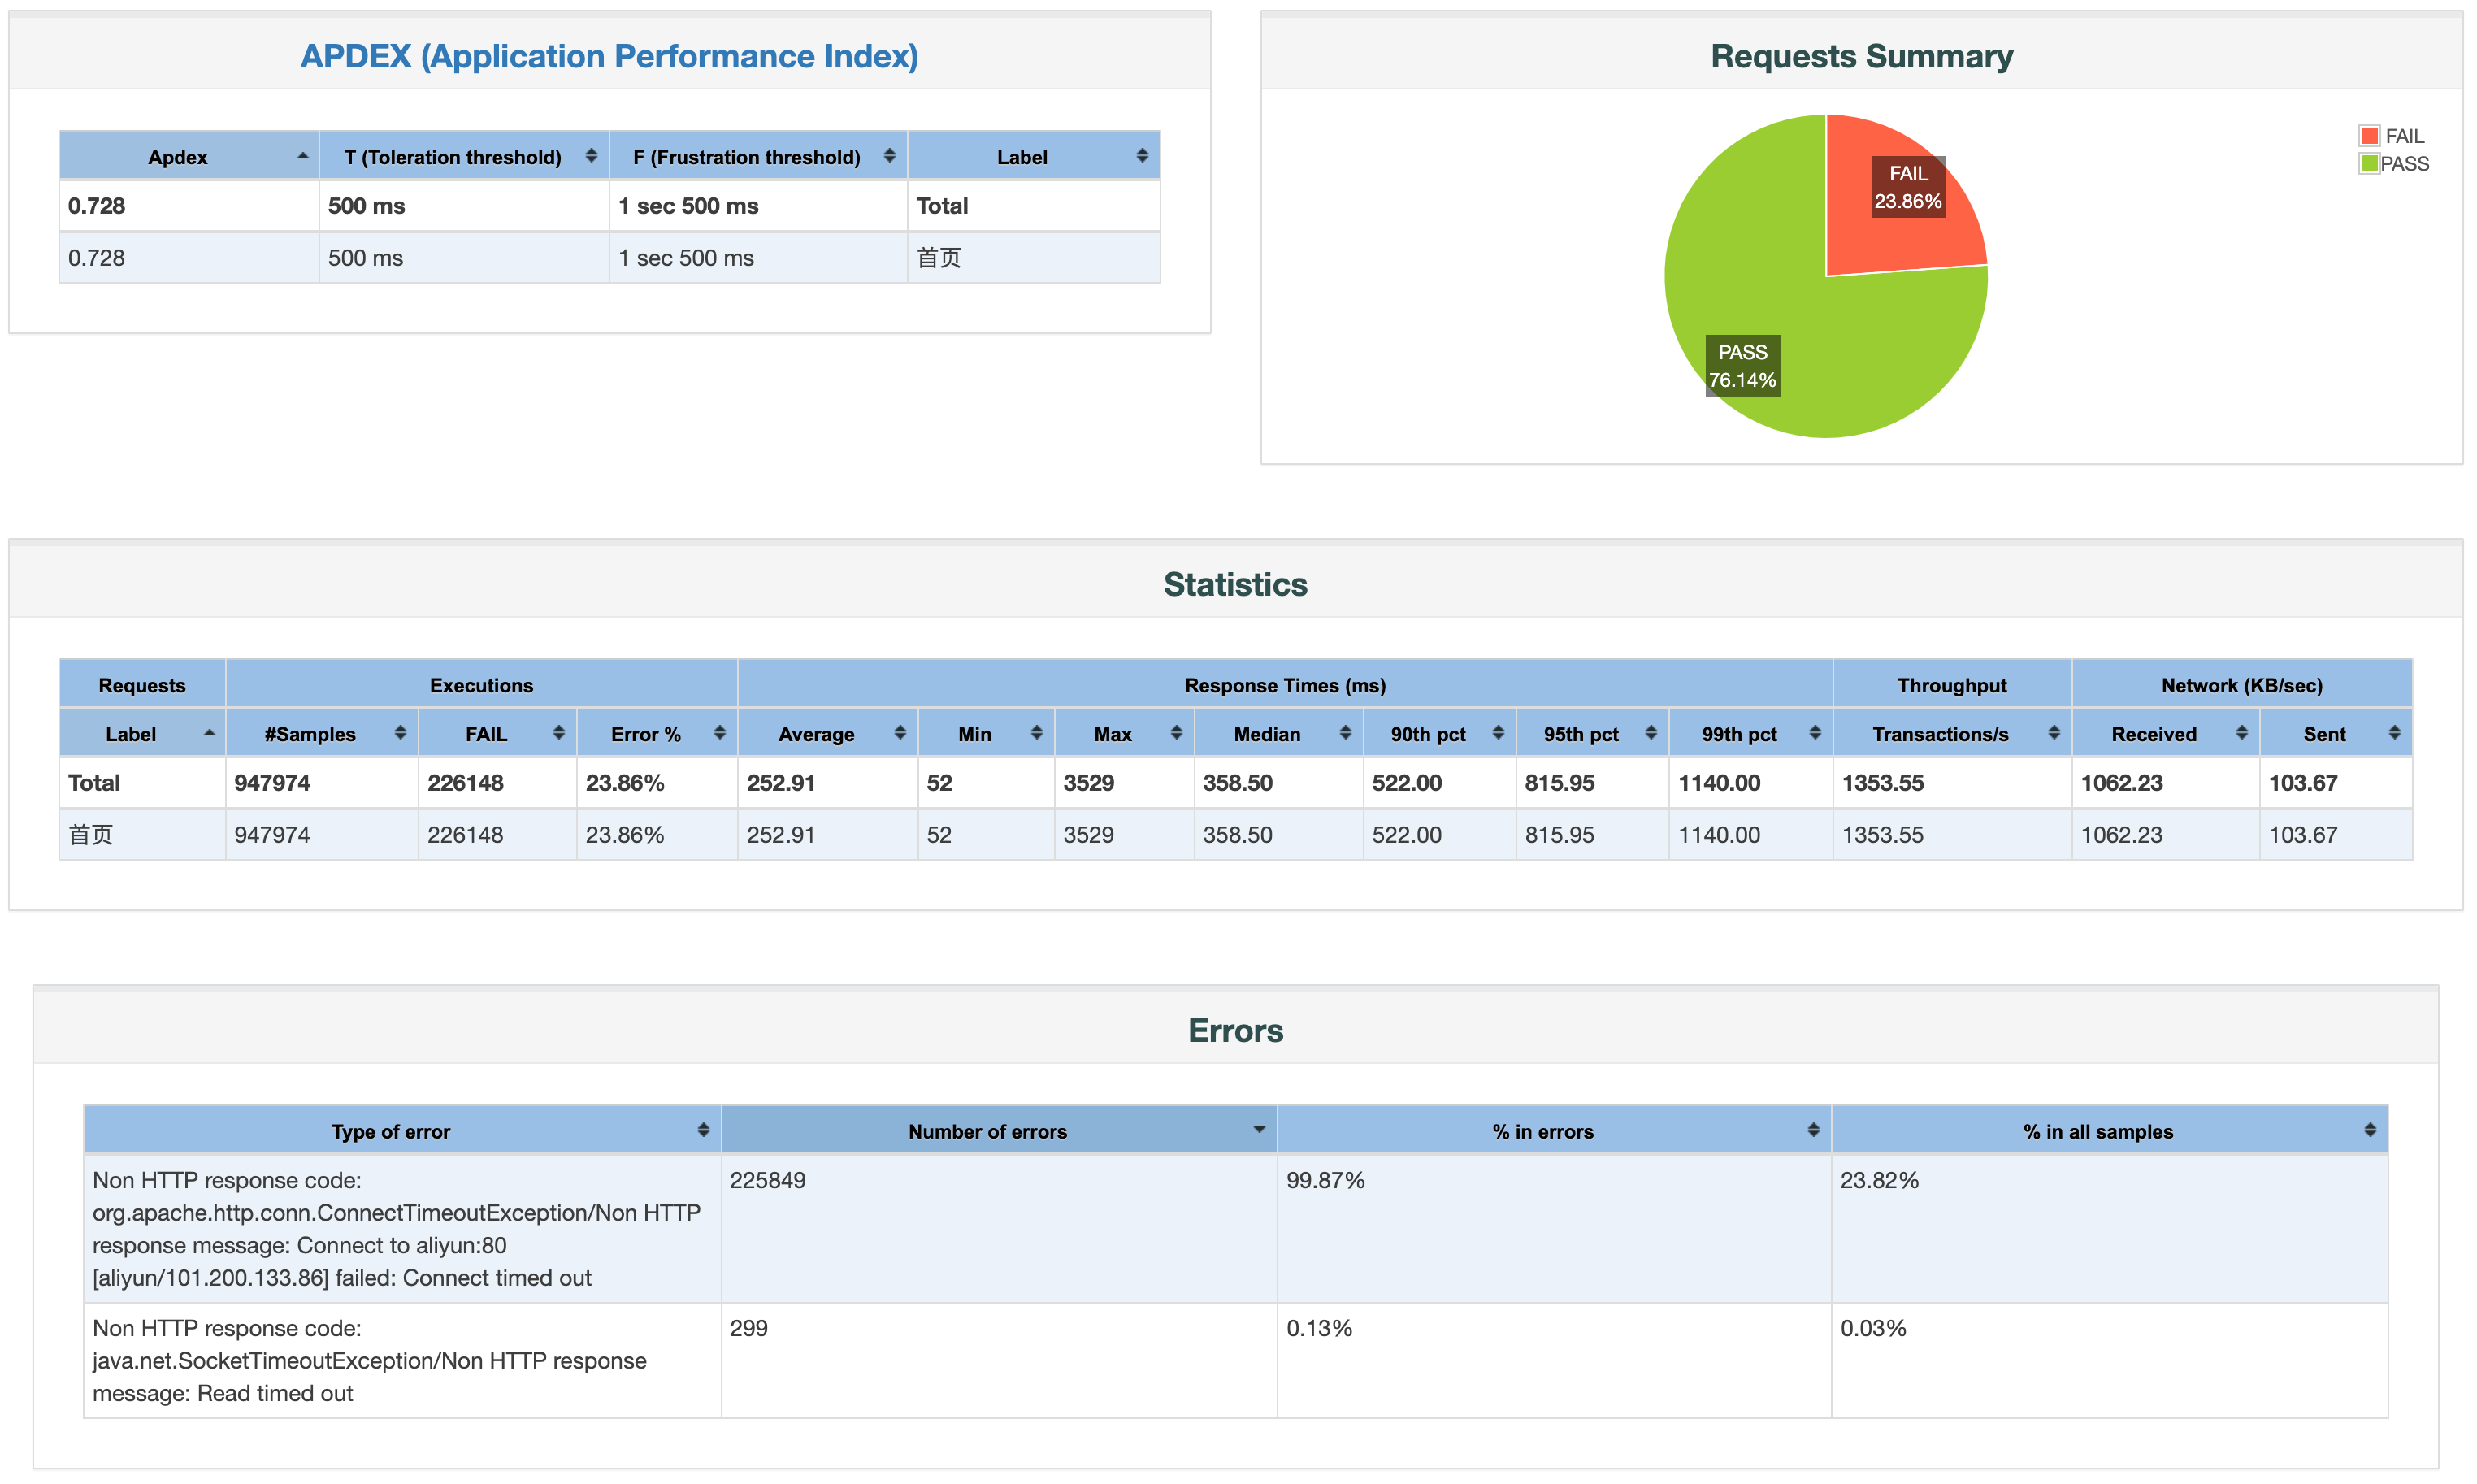 APDEX (Application Performance Index)
Apdex T (Toleration threshold) F (Frustration threshold) Label
0.728 500 ms 1 sec 500 ms Total
0.728 500 ms 1 sec 500 ms 首页
Requests Summary
FAIL
PASS
FAIL
23.86%
PASS
76.14%
Statistics
Requests Executions Response Times (ms) Throughput Network (KB/sec)
Label #Samples FAIL Error % Average Min Max Median 90th pct 95th pct 99th pct Transactions/s Received Sent
Total 947974 226148 23.86% 252.91 52 3529 358.50 522.00 815.95 1140.00 1353.55 1062.23 103.67
首页 947974 226148 23.86% 252.91 52 3529 358.50 522.00 815.95 1140.00 1353.55 1062.23 103.67
Errors
Type of error Number of errors % in errors % in all samples
Non HTTP response code: 225849 99.87% 23.82%
org.apache.http.conn.ConnectTimeoutException/Non HTTP
response message: Connect to aliyun:80
[aliyun/101.200.133.86] failed: Connect timed out
Non HTTP response code: 299 0.13% 0.03%
java.net.SocketTimeoutException/Non HTTP response
message: Read timed out